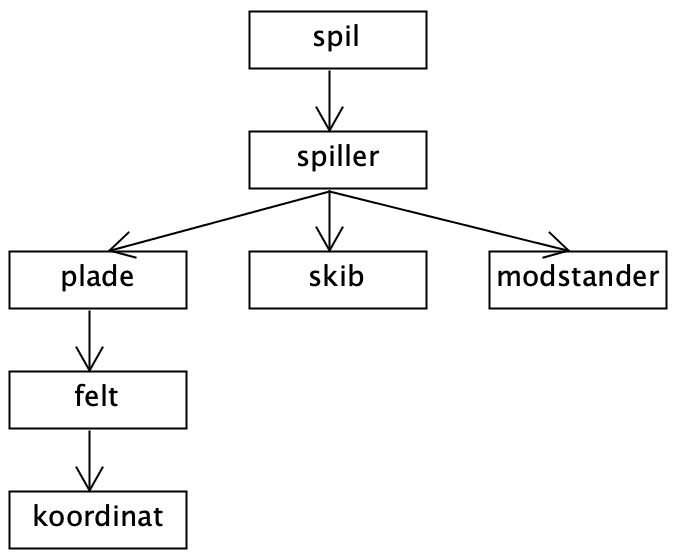 spil
spiller
plade
skib
modstander
felt
koordinat